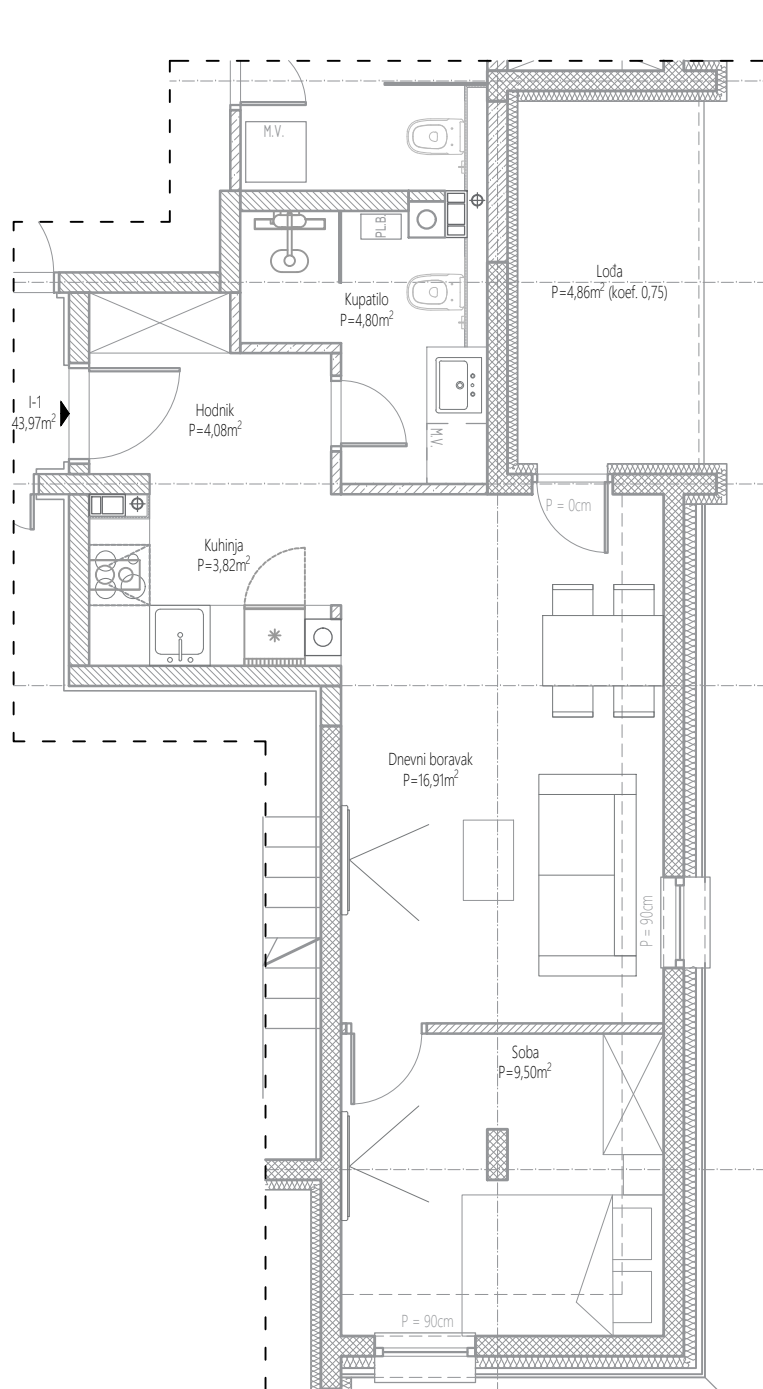 M.V.
PL.B.
Kupatilo
P=4,80m²
Lođa
P=4,86m² (koef. 0,75)
I-1
43,97m²
Hodnik
P=4,08m²
M.V.
P = 0cm
Kuhinja
P=3,82m²
Dnevni boravak
P=16,91m²
P = 90cm
Soba
P=9,50m²
P = 90cm